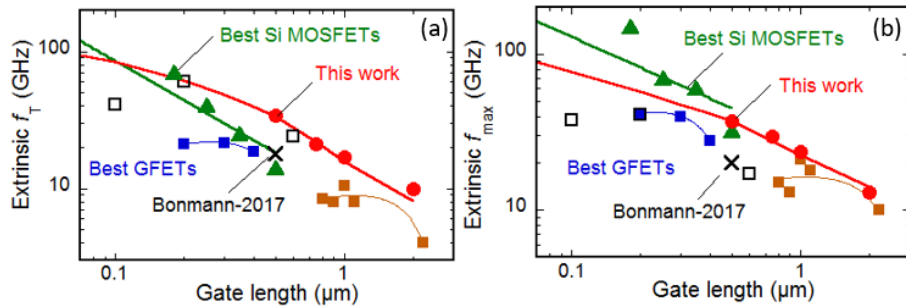 (a)
100
Best Si MOSFETs
This work
10
Best GFETs
Bonmann-2017
Extrinsic fT (GHz)
0.1
1
Gate length (µm)
(b)
100
Best Si MOSFETs
This work
Best GFETs
Bonmann-2017
10
Extrinsic fmax (GHz)
0.1
1
Gate length (µm)